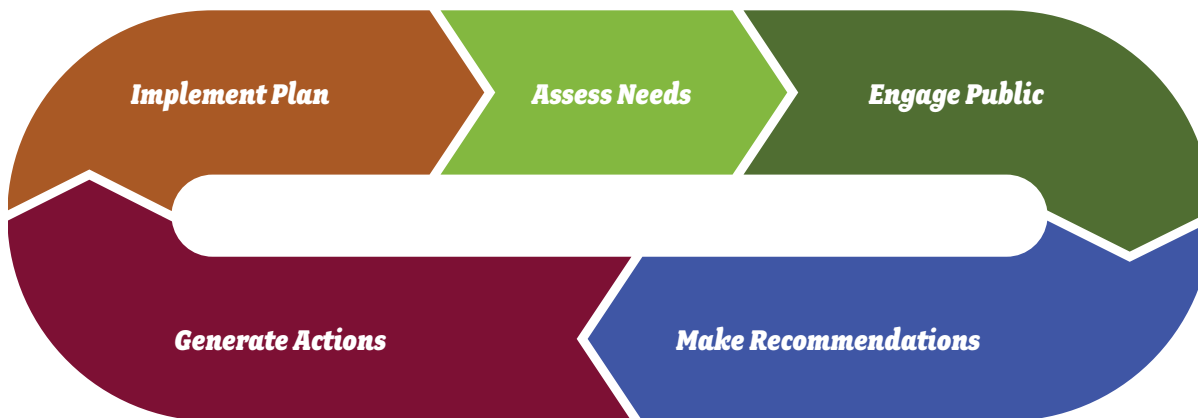 Implement Plan
Assess Needs
Engage Public
Generate Actions
Make Recommendations